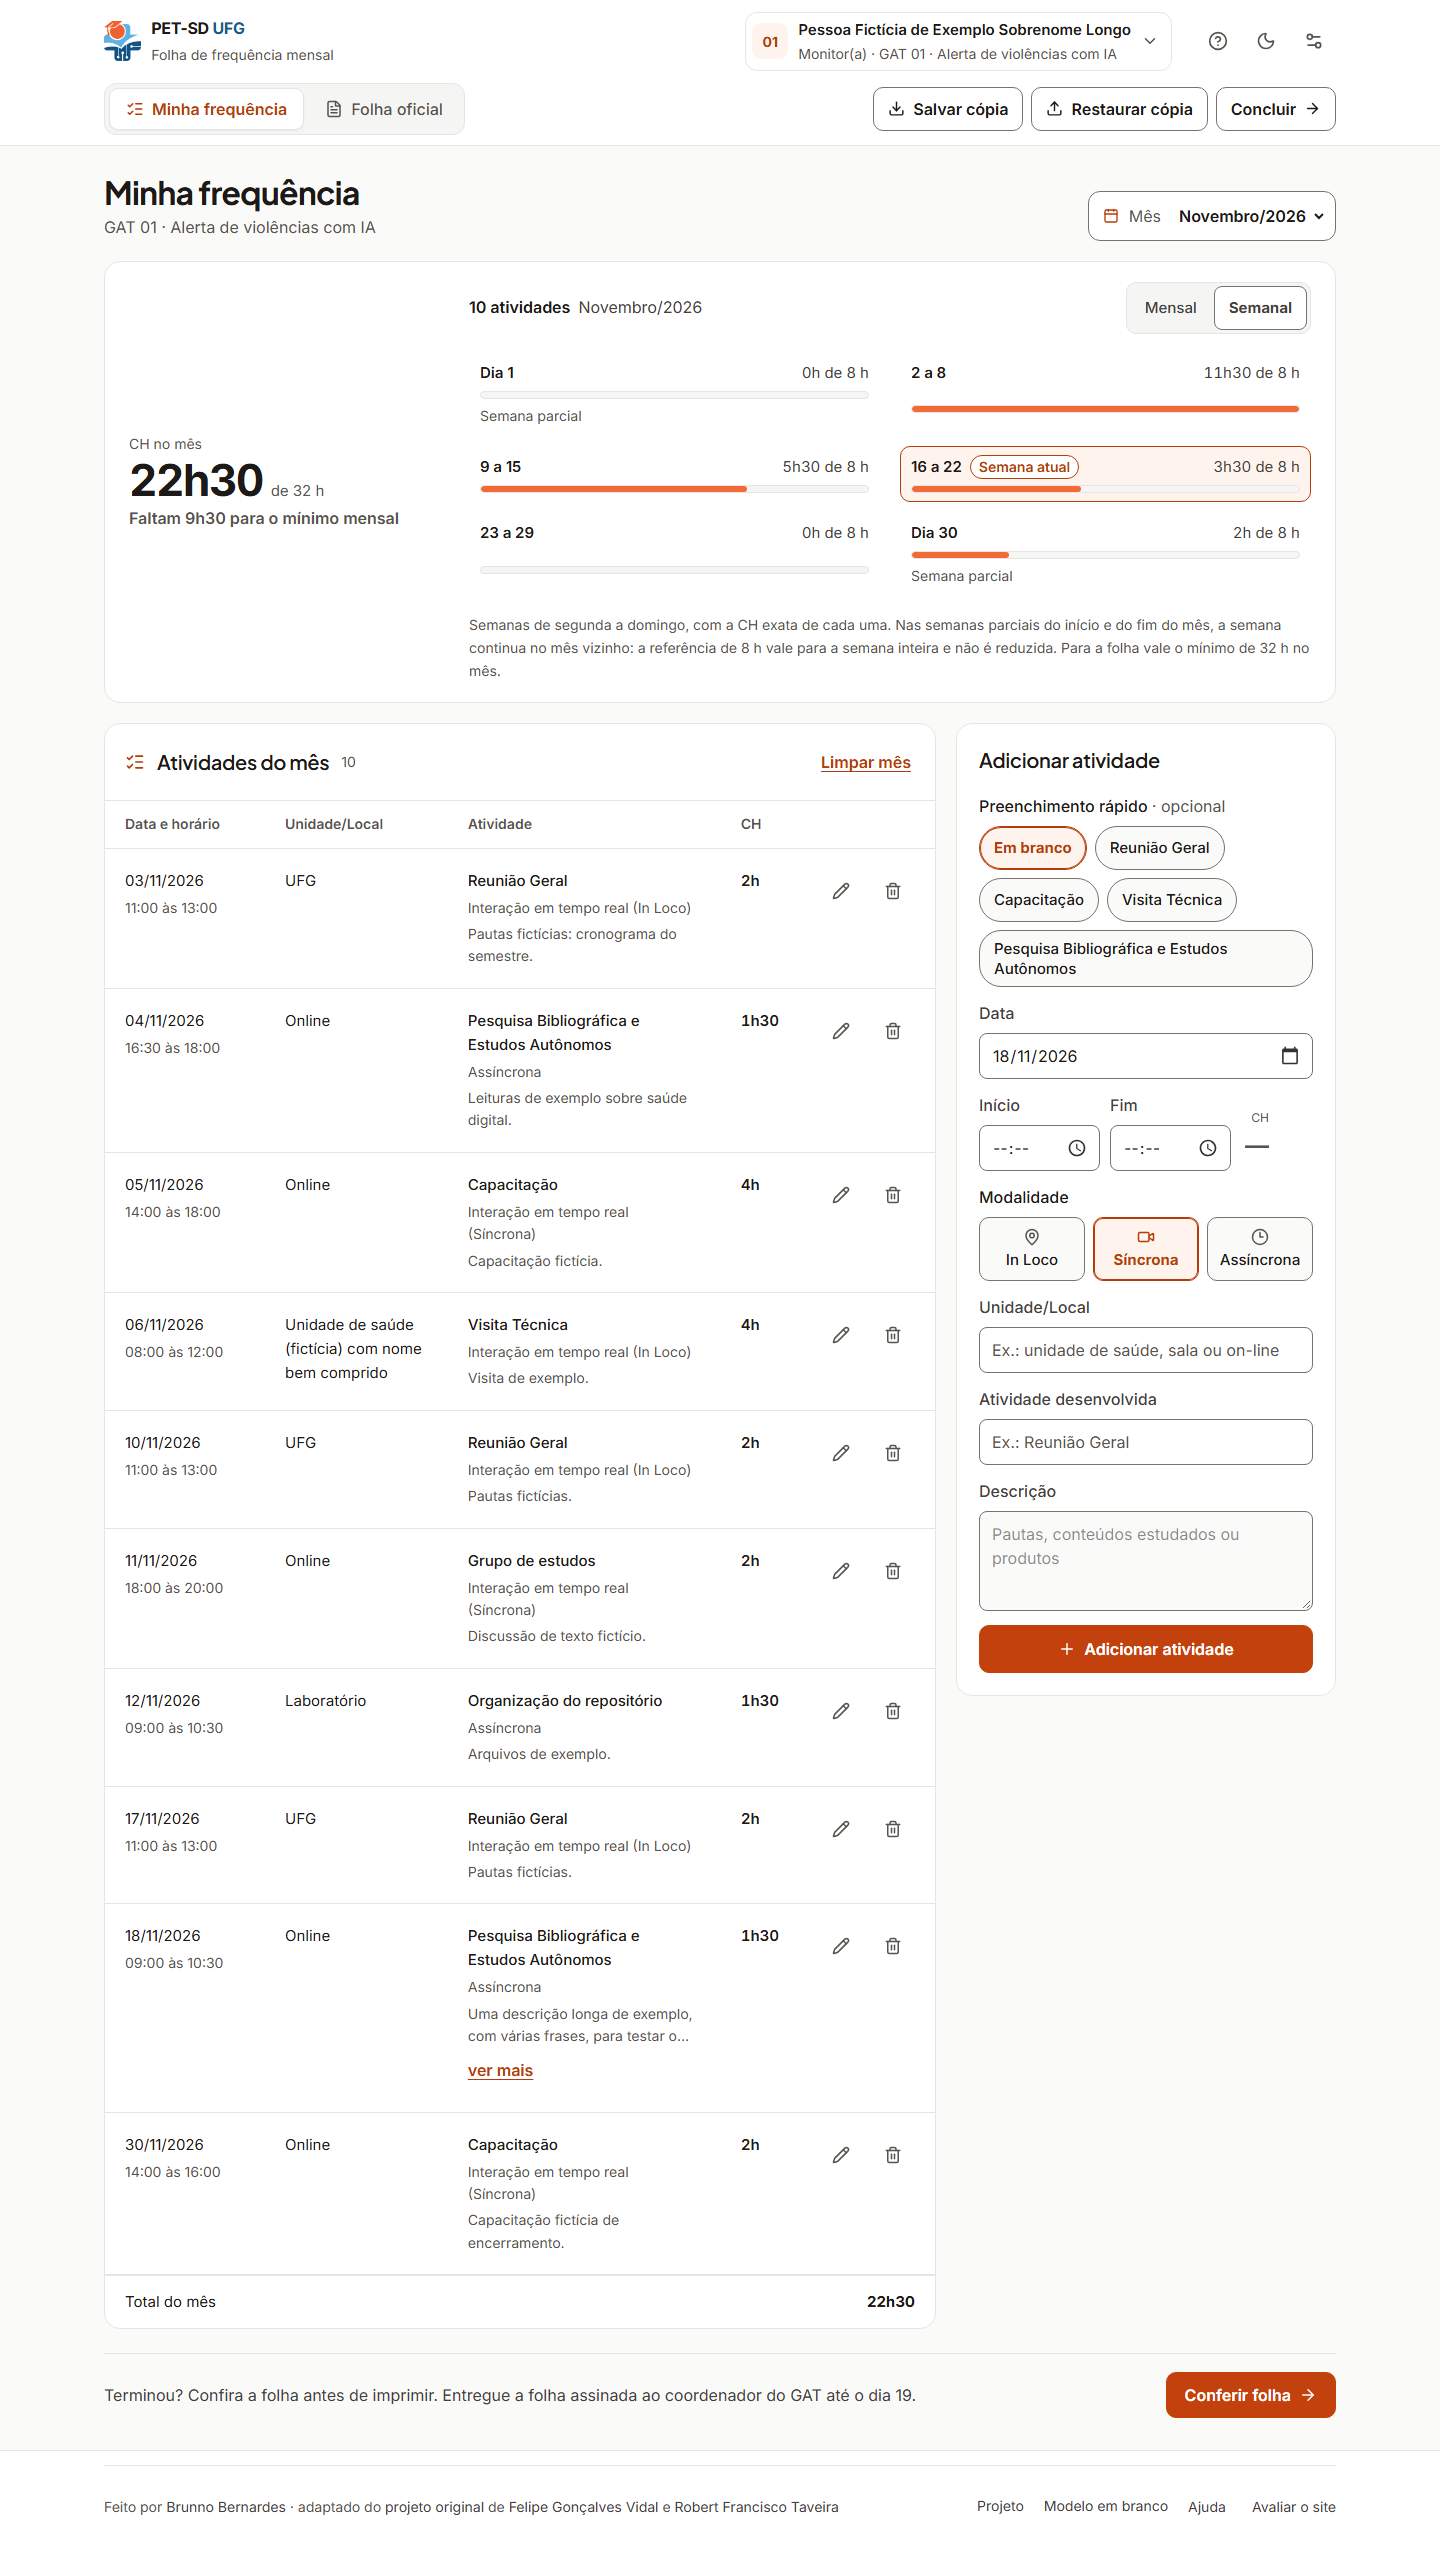 PET-SD UFG
Folha de frequência mensal
01
Pessoa Fictícia de Exemplo Sobrenome Longo
Monitor(a) · GAT 01 · Alerta de violências com IA
Minha frequência
Folha oficial
Salvar cópia
Restaurar cópia
Concluir
Minha frequência
GAT 01 · Alerta de violências com IA
Mês Novembro/2026
CH no mês
22h30 de 32 h
Faltam 9h30 para o mínimo mensal
10 atividades Novembro/2026
Mensal
Semanal
Dia 1 0h de 8 h
Semana parcial
2 a 8 11h30 de 8 h
9 a 15 5h30 de 8 h
16 a 22 Semana atual 3h30 de 8 h
23 a 29 0h de 8 h
Dia 30 2h de 8 h
Semana parcial
Semanas de segunda a domingo, com a CH exata de cada uma. Nas semanas parciais do início e do fim do mês, a semana
continua no mês vizinho: a referência de 8 h vale para a semana inteira e não é reduzida. Para a folha vale o mínimo de 32 h no
mês.
Atividades do mês 10
Limpar mês
Data e horário Unidade/Local Atividade CH
03/11/2026 UFG Reunião Geral 2h
11:00 às 13:00 Interação em tempo real (In Loco)
Pautas fictícias: cronograma do
semestre.
04/11/2026 Online Pesquisa Bibliográfica e 1h30
16:30 às 18:00 Estudos Autônomos
Assíncrona
Leituras de exemplo sobre saúde
digital.
05/11/2026 Online Capacitação 4h
14:00 às 18:00 Interação em tempo real
(Síncrona)
Capacitação fictícia.
06/11/2026 Unidade de saúde Visita Técnica 4h
08:00 às 12:00 (fictícia) com nome Interação em tempo real (In Loco)
bem comprido Visita de exemplo.
10/11/2026 UFG Reunião Geral 2h
11:00 às 13:00 Interação em tempo real (In Loco)
Pautas fictícias.
11/11/2026 Online Grupo de estudos 2h
18:00 às 20:00 Interação em tempo real
(Síncrona)
Discussão de texto fictício.
12/11/2026 Laboratório Organização do repositório 1h30
09:00 às 10:30 Assíncrona
Arquivos de exemplo.
17/11/2026 UFG Reunião Geral 2h
11:00 às 13:00 Interação em tempo real (In Loco)
Pautas fictícias.
18/11/2026 Online Pesquisa Bibliográfica e 1h30
09:00 às 10:30 Estudos Autônomos
Assíncrona
Uma descrição longa de exemplo,
com várias frases, para testar o…
ver mais
30/11/2026 Online Capacitação 2h
14:00 às 16:00 Interação em tempo real
(Síncrona)
Capacitação fictícia de
encerramento.
Total do mês 22h30
Adicionar atividade
Preenchimento rápido · opcional
Em branco
Reunião Geral
Capacitação
Visita Técnica
Pesquisa Bibliográfica e Estudos
Autônomos
Data
18/11/2026
Início Fim CH
--:-- --:-- —
Modalidade
In Loco
Síncrona
Assíncrona
Unidade/Local
Ex.: unidade de saúde, sala ou on-line
Atividade desenvolvida
Ex.: Reunião Geral
Descrição
Pautas, conteúdos estudados ou
produtos
Adicionar atividade
Terminou? Confira a folha antes de imprimir. Entregue a folha assinada ao coordenador do GAT até o dia 19.
Conferir folha
Feito por Brunno Bernardes · adaptado do projeto original de Felipe Gonçalves Vidal e Robert Francisco Taveira
Projeto
Modelo em branco
Ajuda
Avaliar o site